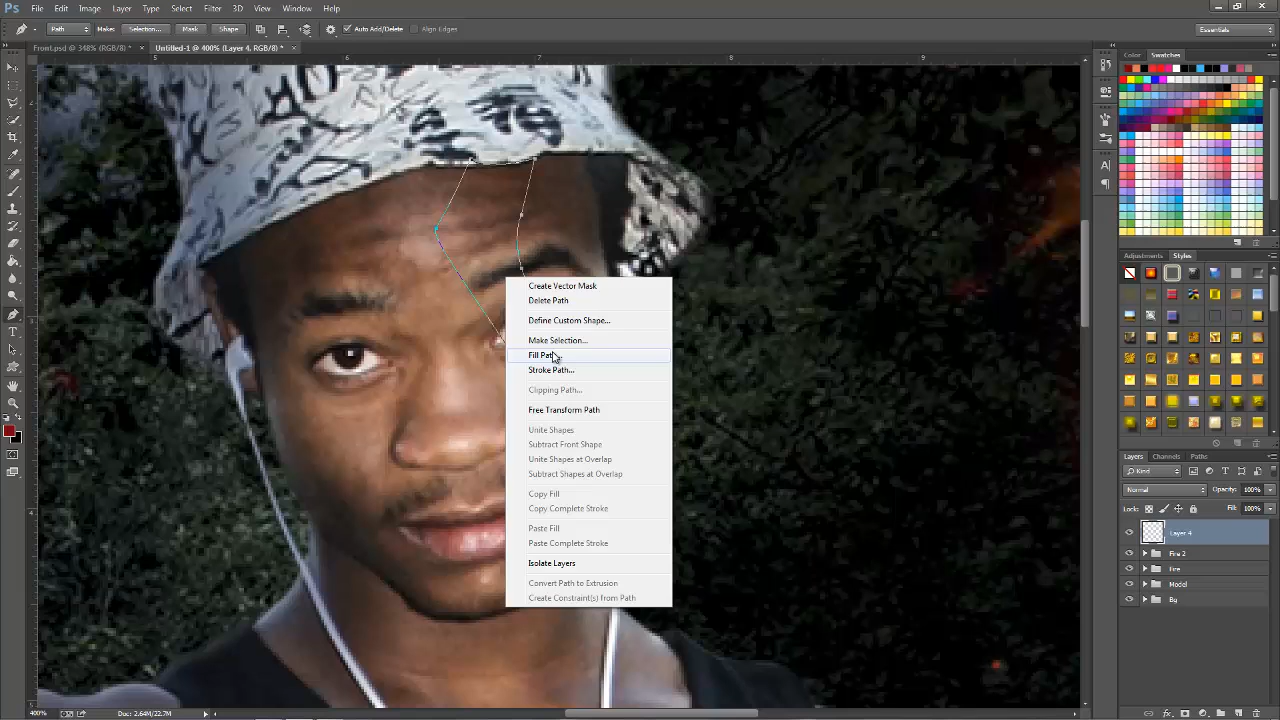 Ps File Edit Image Layer Type Select Filter 3D View Window Help
Path Make: Selection... Mask Shape Auto Add/Delete Align Edges Essentials
Front.psd @ 348% (RGB/8) * × Untitled-1 @ 400% (Layer 4, RGB/8) * ×
5 6 7 8 9
Color Swatches
Create Vector Mask
Delete Path
Define Custom Shape...
Make Selection...
Fill Path...
Stroke Path...
Clipping Path...
Free Transform Path
Unite Shapes
Subtract Front Shape
Unite Shapes at Overlap
Subtract Shapes at Overlap
Copy Fill
Copy Complete Stroke
Paste Fill
Paste Complete Stroke
Isolate Layers
Convert Path to Extrusion
Create Constraint(s) from Path
Adjustments Styles
Layers Channels Paths
Kind
Normal Opacity: 100%
Lock: Fill: 100%
Layer 4
Fire 2
Fire
Model
Bg
400% Doc: 2.64M/22.7M